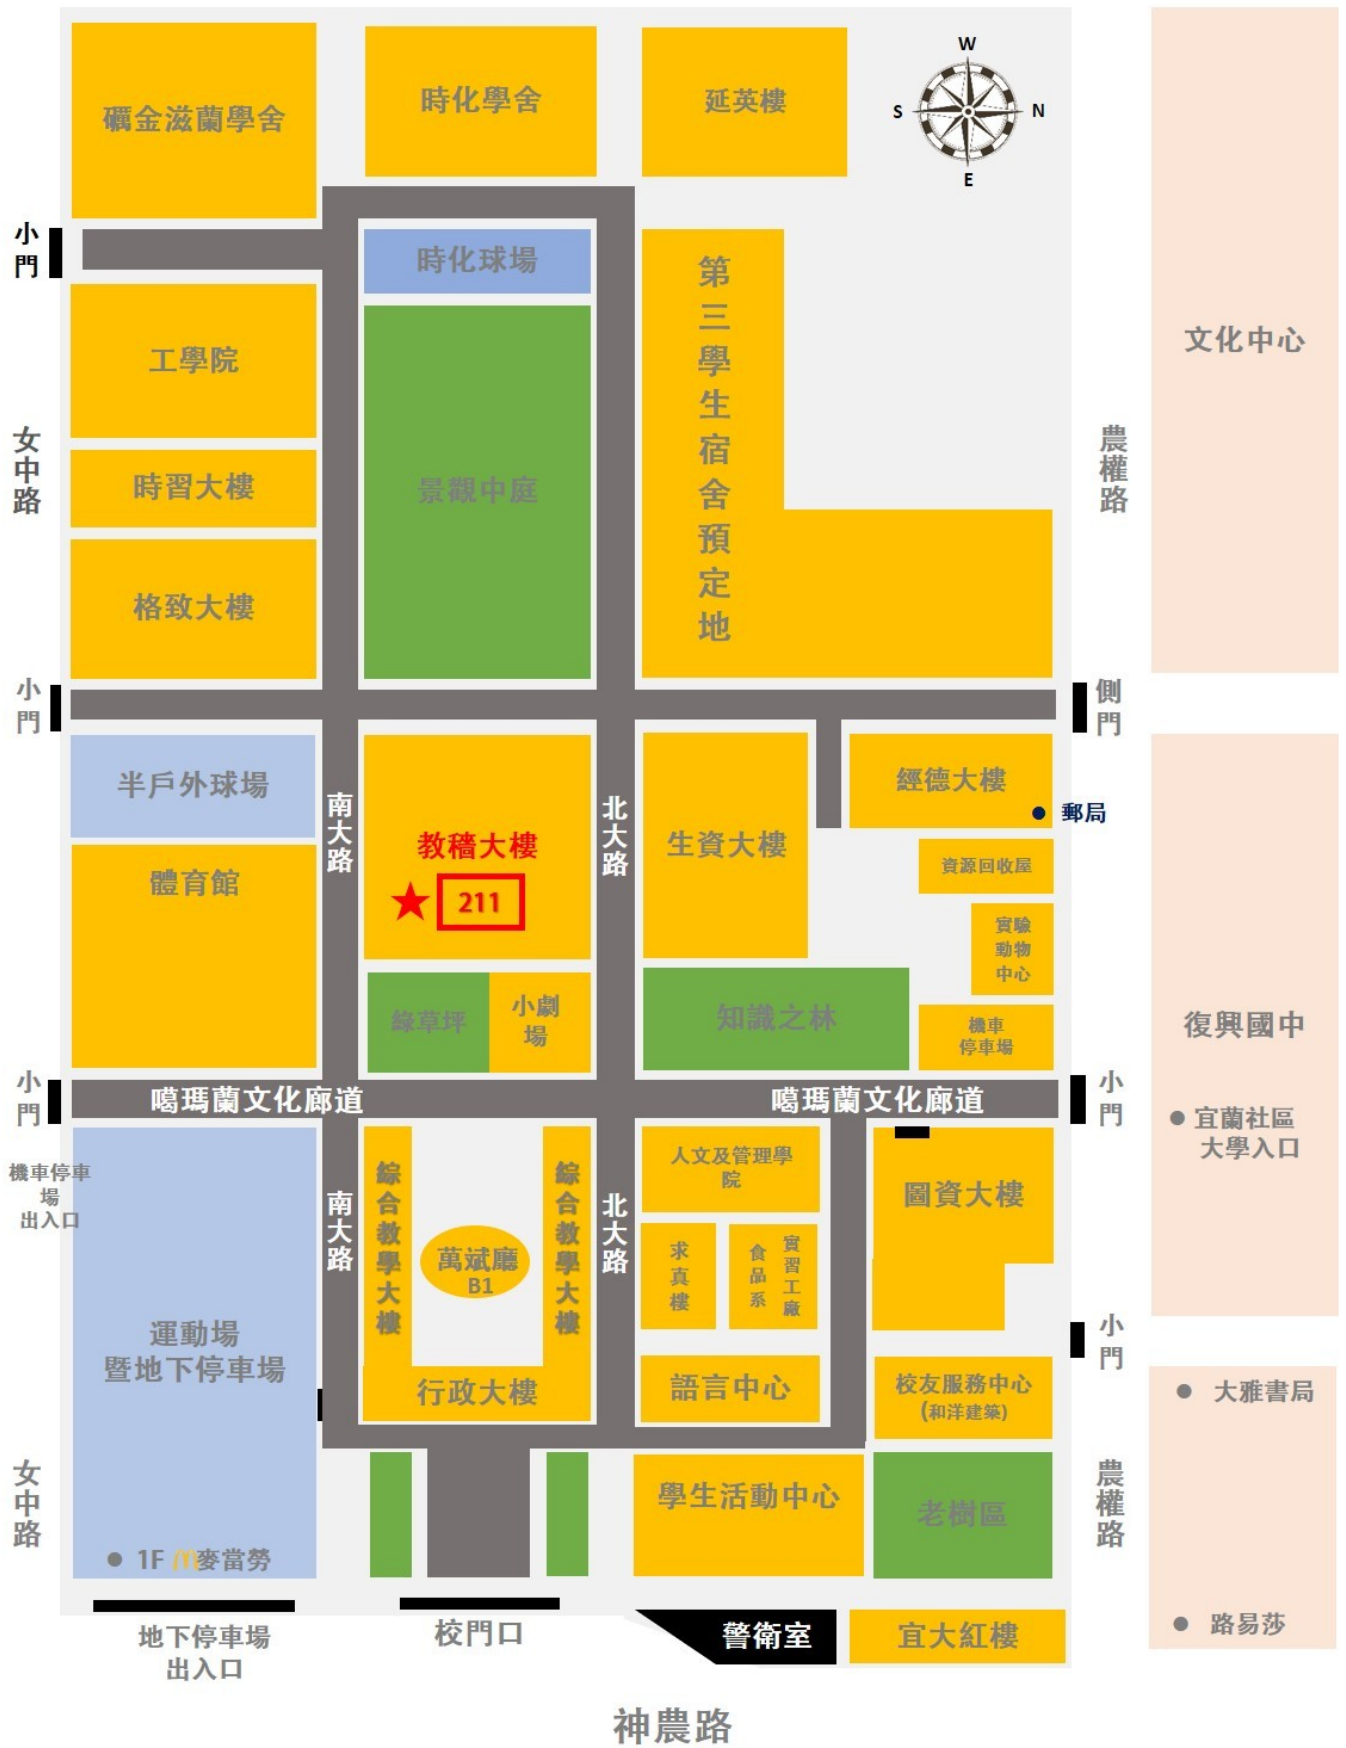 W
S
N
E
礪金滋蘭學舍
時化學舍
延英樓
小
門
時化球場
第
三
學
生
宿
舍
預
定
地
文化中心
工學院
女
中
路
時習大樓
景觀中庭
農
權
路
格致大樓
小
門
側
門
半戶外球場
南
大
路
教穡大樓
211
北
大
路
生資大樓
經德大樓
郵局
體育館
資源回收屋
實驗
動物
中心
綠草坪
小劇
場
知識之林
機車
停車場
復興國中
小
門
噶瑪蘭文化廊道
噶瑪蘭文化廊道
小
門
宜蘭社區
大學入口
機車停車
場
出入口
南
大
路
綜
合
教
學
大
樓
萬斌廳
B1
綜
合
教
學
大
樓
北
大
路
人文及管理學
院
圖資大樓
求
真
樓
食
品
系
實
習
工
廠
運動場
暨地下停車場
小
門
行政大樓
語言中心
校友服務中心
(和洋建築)
大雅書局
女
中
路
學生活動中心
老樹區
農
權
路
1F 麥當勞
地下停車場
出入口
校門口
警衛室
宜大紅樓
路易莎
神農路